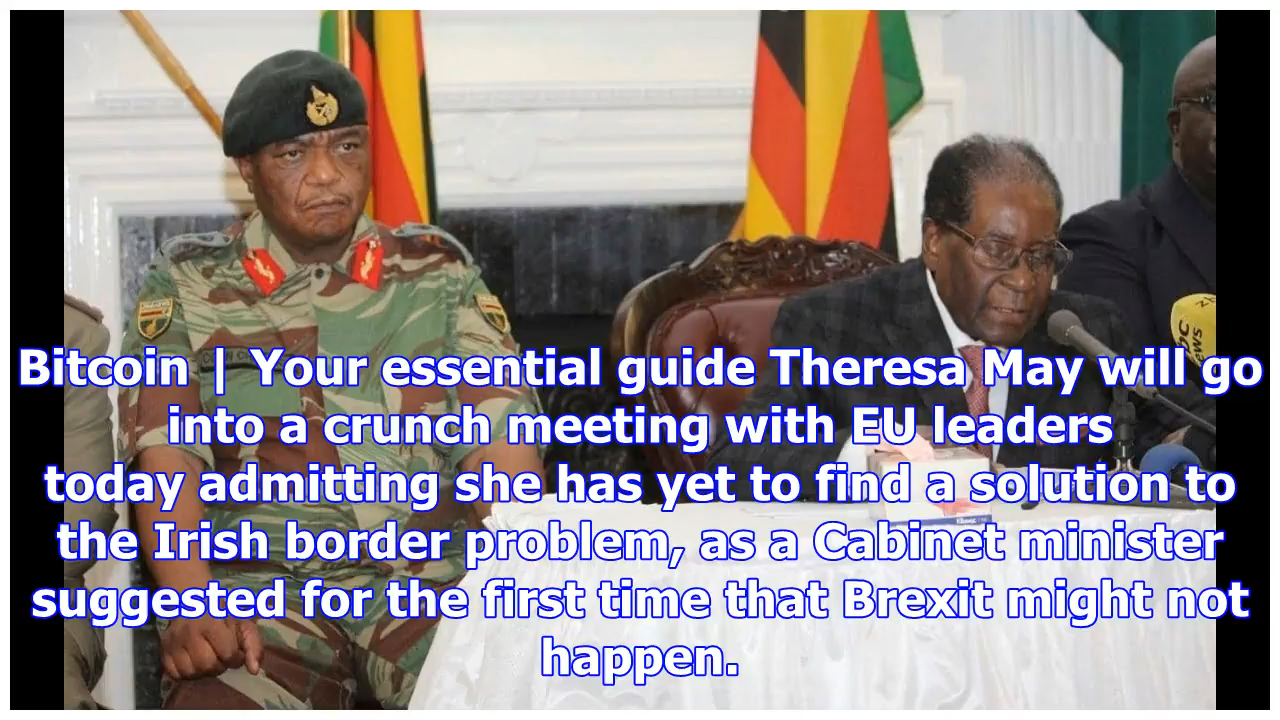 Bitcoin | Your essential guide Theresa May will go
into a crunch meeting with EU leaders
today admitting she has yet to find a solution to
the Irish border problem, as a Cabinet minister
suggested for the first time that Brexit might not
happen.